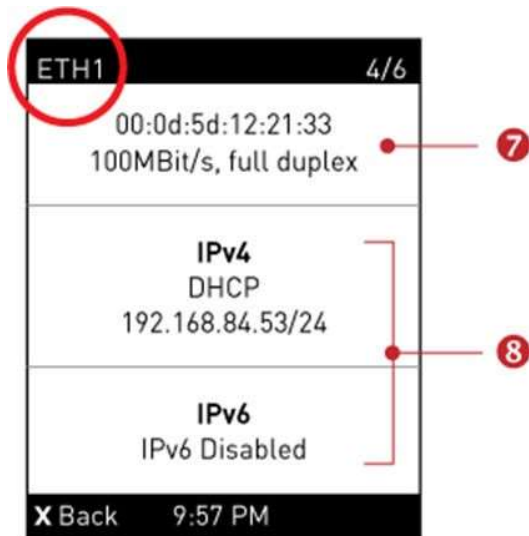 ETH1 4/6
00:0d:5d:12:21:33
100MBit/s, full duplex
7
IPv4
DHCP
192.168.84.53/24
8
IPv6
IPv6 Disabled
X Back 9:57 PM